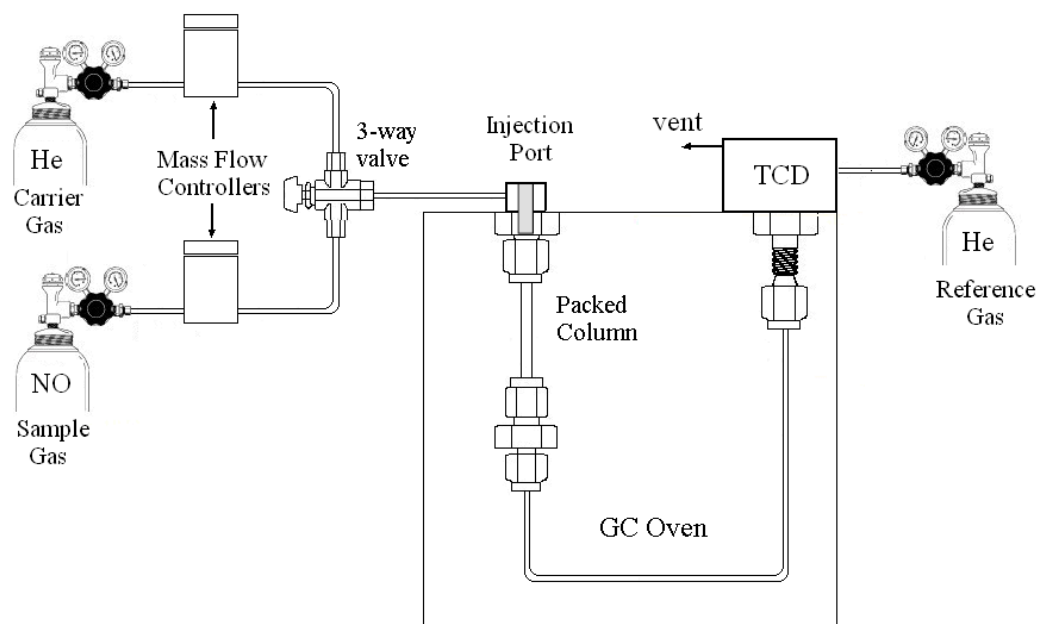 He
Carrier
Gas
Mass Flow
Controllers
3-way
valve
Injection
Port
vent
TCD
He
Reference
Gas
NO
Sample
Gas
Packed
Column
GC Oven